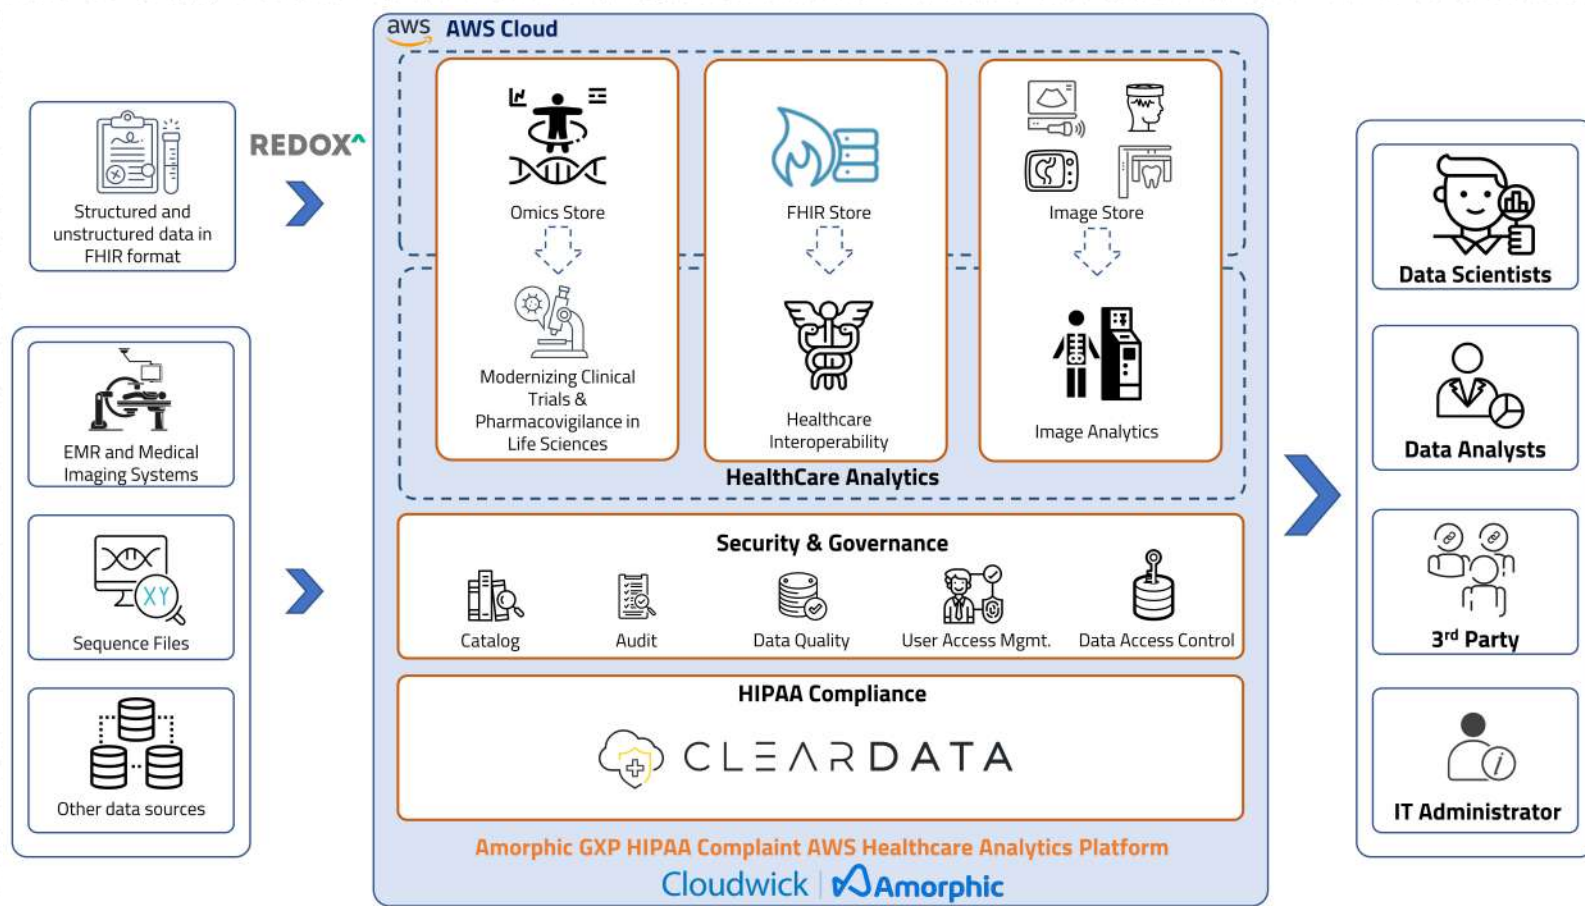 aws AWS Cloud
Structured and
unstructured data in
FHIR format
REDOX^
EMR and Medical
Imaging Systems
XY
Sequence Files
Other data sources
Omics Store
Modernizing Clinical
Trials &
Pharmacovigilance in
Life Sciences
FHIR Store
Healthcare
Interoperability
Image Store
Image Analytics
HealthCare Analytics
Security & Governance
Catalog
Audit
Data Quality
User Access Mgmt.
Data Access Control
HIPAA Compliance
CLEARDATA
Amorphic GXP HIPAA Complaint AWS Healthcare Analytics Platform
Cloudwick | Amorphic
Data Scientists
Data Analysts
3rd Party
i
IT Administrator